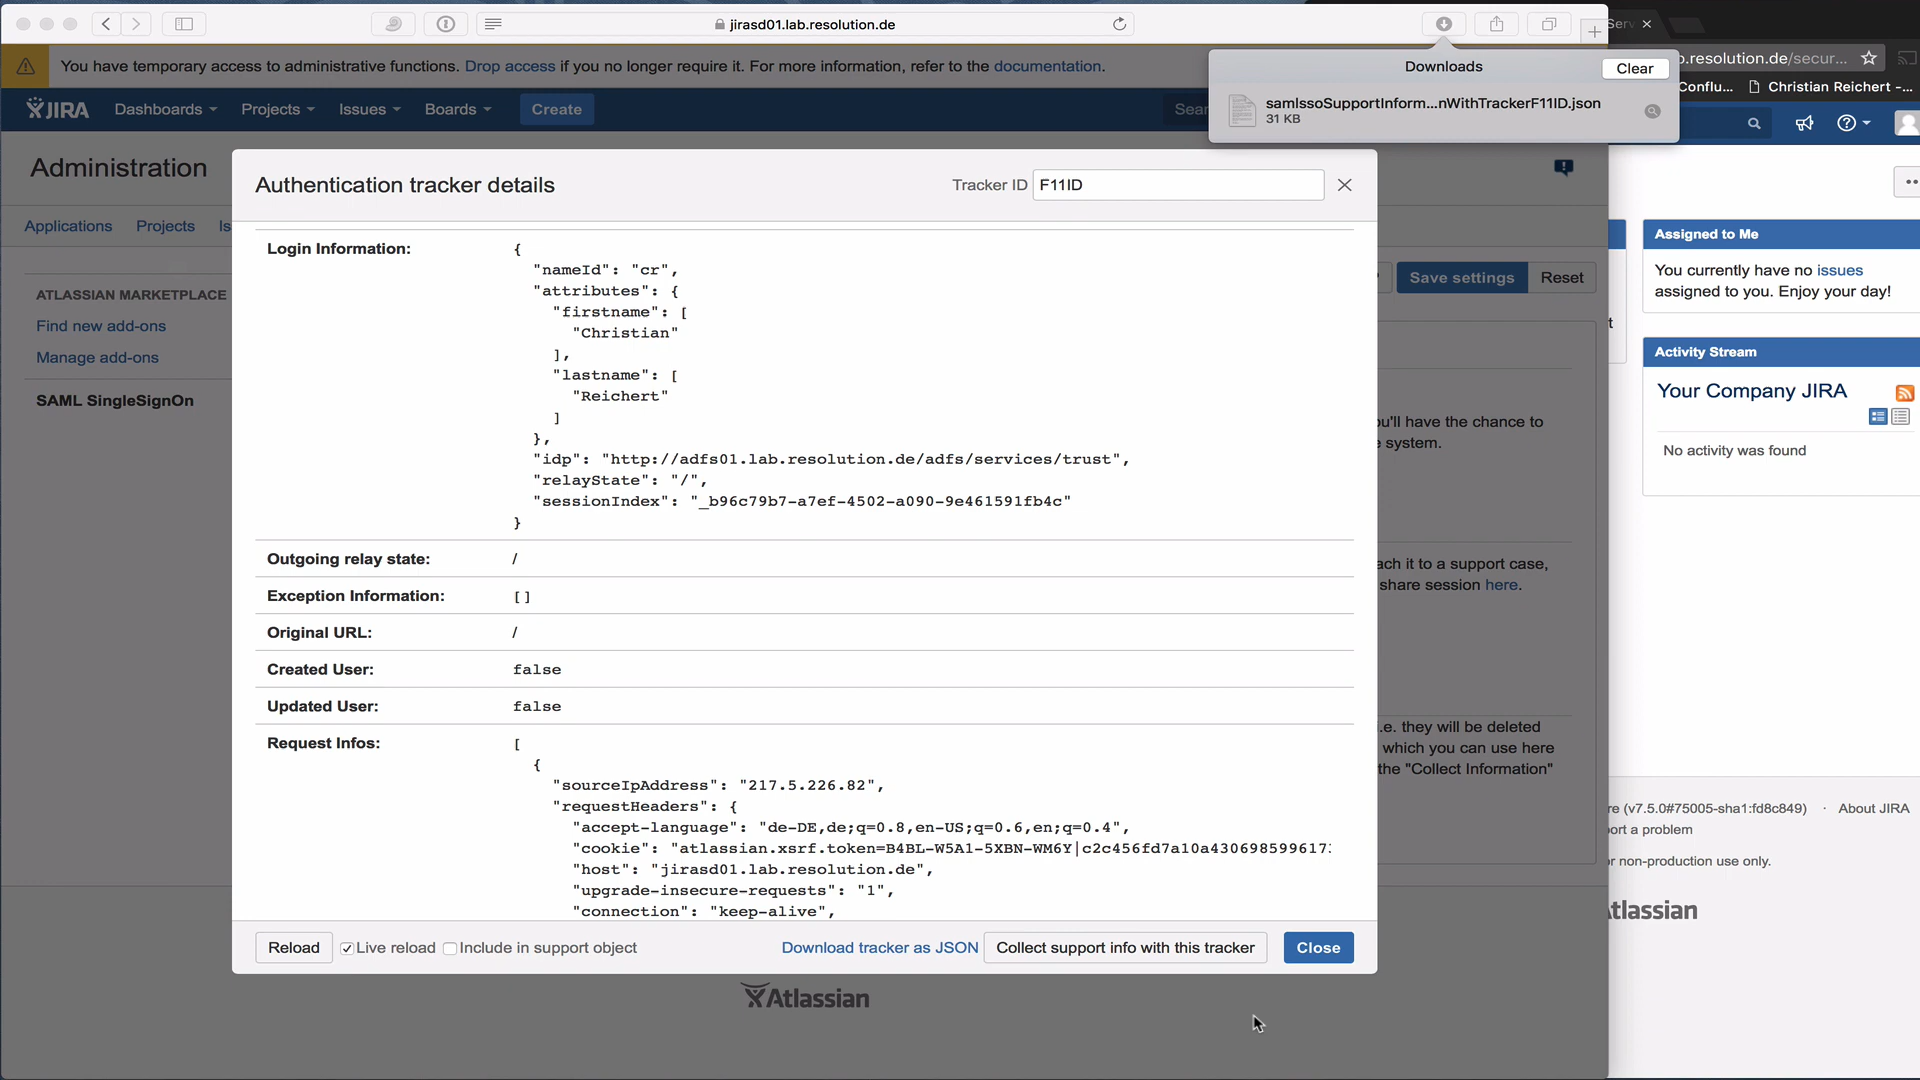 jirasd01.lab.resolution.de
Serv
You have temporary access to administrative functions. Drop access if you no longer require it. For more information, refer to the documentation.
o.resolution.de/secur...
Downloads
Clear
samlssoSupportInform...nWithTrackerF11ID.json
31 KB
Conflu...
Christian Reichert -...
JIRA
Dashboards
Projects
Issues
Boards
Create
Sear
Administration
Authentication tracker details
Tracker ID
F11ID
Applications
Projects
Is
ATLASSIAN MARKETPLACE
Find new add-ons
Manage add-ons
SAML SingleSignOn
Save settings
Reset
Login Information:
{
"nameId": "cr",
"attributes": {
"firstname": [
"Christian"
],
"lastname": [
"Reichert"
]
},
"idp": "http://adfs01.lab.resolution.de/adfs/services/trust",
"relayState": "/",
"sessionIndex": "_b96c79b7-a7ef-4502-a090-9e461591fb4c"
}
Outgoing relay state:
/
Exception Information:
[]
Original URL:
/
Created User:
false
Updated User:
false
Request Infos:
[
{
"sourceIpAddress": "217.5.226.82",
"requestHeaders": {
"accept-language": "de-DE,de;q=0.8,en-US;q=0.6,en;q=0.4",
"cookie": "atlassian.xsrf.token=B4BL-W5A1-5XBN-WM6Y|c2c456fd7a10a430698599617
"host": "jirasd01.lab.resolution.de",
"upgrade-insecure-requests": "1",
"connection": "keep-alive",
Reload
Live reload
Include in support object
Download tracker as JSON
Collect support info with this tracker
Close
Atlassian
ou'll have the chance to
e system.
ach it to a support case,
share session here.
.e. they will be deleted
which you can use here
the "Collect Information"
Assigned to Me
You currently have no issues
assigned to you. Enjoy your day!
t
Activity Stream
Your Company JIRA
No activity was found
re (v7.5.0#75005-sha1:fd8c849) · About JIRA
ort a problem
r non-production use only.
tlassian